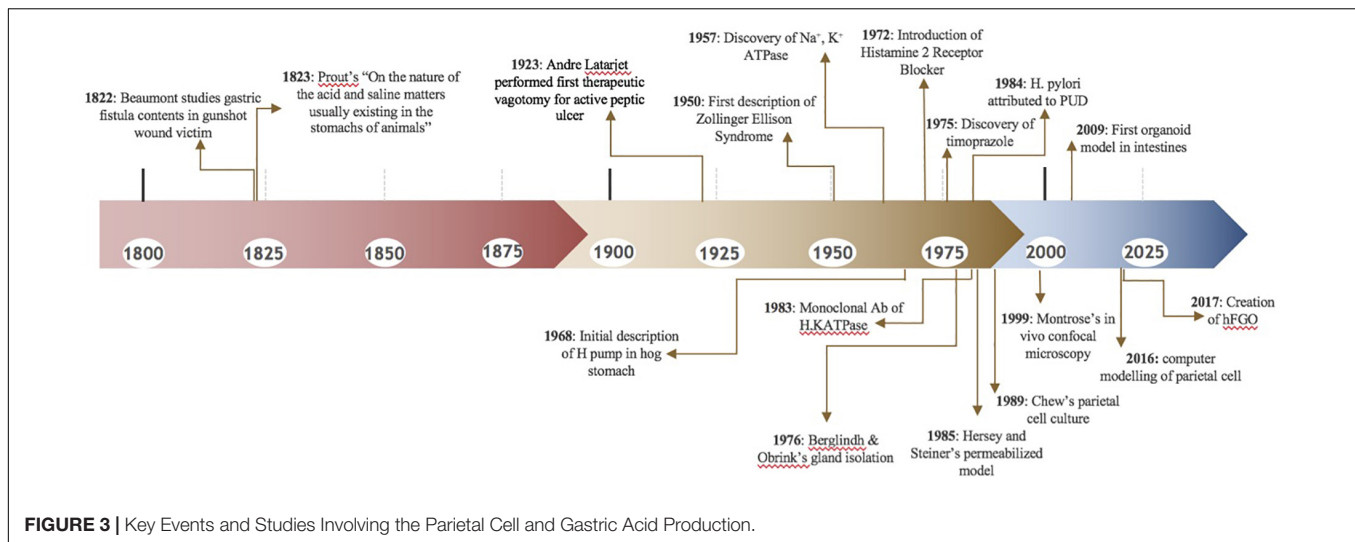 1822: Beaumont studies gastric
fistula contents in gunshot
wound victim
1823: Prout's "On the nature of
the acid and saline matters
usually existing in the
stomachs of animals"
1923: Andre Latarjet
performed first therapeutic
vagotomy for active peptic
ulcer
1957: Discovery of Na+, K+
ATPase
1950: First description of
Zollinger Ellison
Syndrome
1972: Introduction of
Histamine 2 Receptor
Blocker
1984: H. pylori
attributed to PUD
1975: Discovery of
timoprazole
2009: First organoid
model in intestines
1800
1825
1850
1875
1900
1925
1950
1975
2000
2025
1968: Initial description
of H pump in hog
stomach
1983: Monoclonal Ab of
H,KATPase
1976: Berglindh &
Obrink's gland isolation
1985: Hersey and
Steiner's permeabilized
model
1989: Chew's parietal
cell culture
1999: Montrose's in
vivo confocal
microscopy
2016: computer
modelling of parietal cell
2017: Creation
of hFGO
FIGURE 3 | Key Events and Studies Involving the Parietal Cell and Gastric Acid Production.